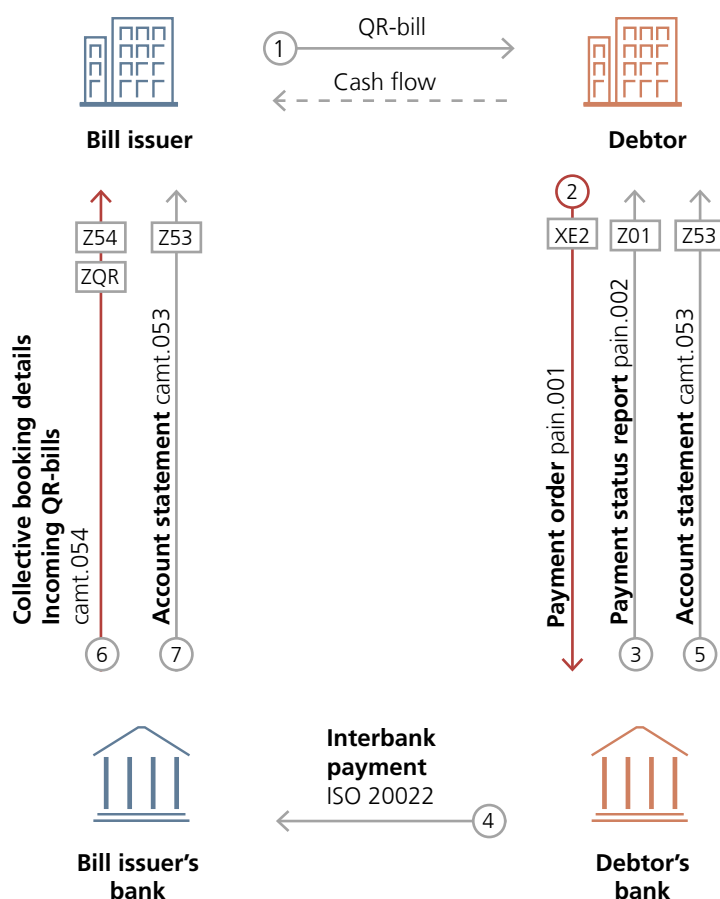 1
QR-bill
Cash flow
Bill issuer
Debtor
2
Z54
ZQR
Z53
XE2
Z01
Z53
Collective booking details
Incoming QR-bills
camt.054
Account statement camt.053
Payment order pain.001
Payment status report pain.002
Account statement camt.053
6
7
3
5
Interbank
payment
ISO 20022
4
Bill issuer’s
bank
Debtor’s
bank